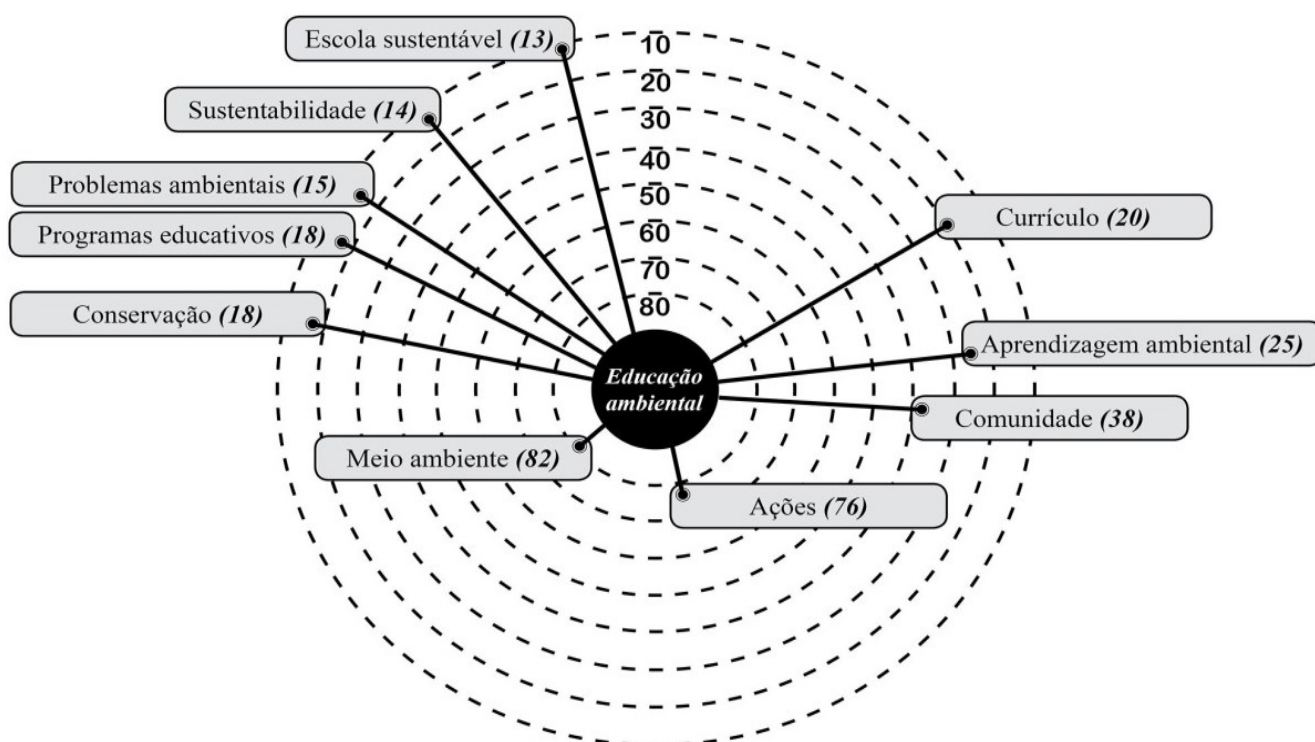 Escola sustentável (13)
Sustentabilidade (14)
Problemas ambientais (15)
Programas educativos (18)
Conservação (18)
Meio ambiente (82)
10
20
30
40
50
60
70
80
Educação
ambiental
Currículo (20)
Aprendizagem ambiental (25)
Comunidade (38)
Ações (76)